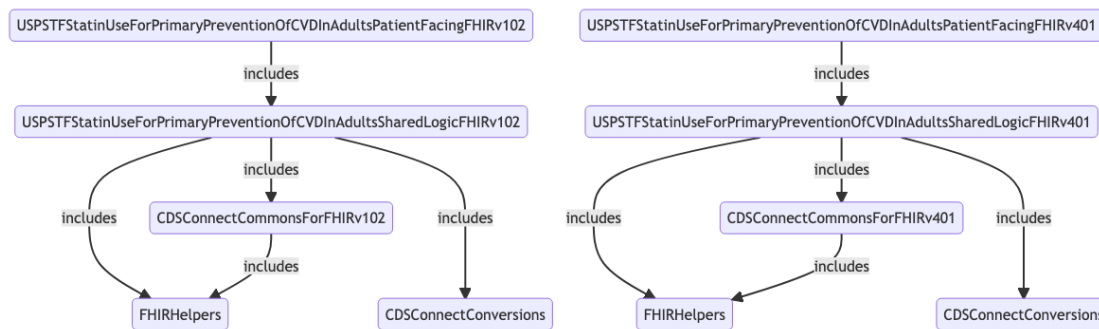 USPSTFStatinUseForPrimaryPreventionOfCVDInAdultsPatientFacingFHIRv102
includes
USPSTFStatinUseForPrimaryPreventionOfCVDInAdultsSharedLogicFHIRv102
includes
includes
includes
CDSConnectCommonsForFHIRv102
includes
FHIRHelpers
CDSConnectConversions
USPSTFStatinUseForPrimaryPreventionOfCVDInAdultsPatientFacingFHIRv401
includes
USPSTFStatinUseForPrimaryPreventionOfCVDInAdultsSharedLogicFHIRv401
includes
includes
includes
CDSConnectCommonsForFHIRv401
includes
FHIRHelpers
CDSConnectConversions